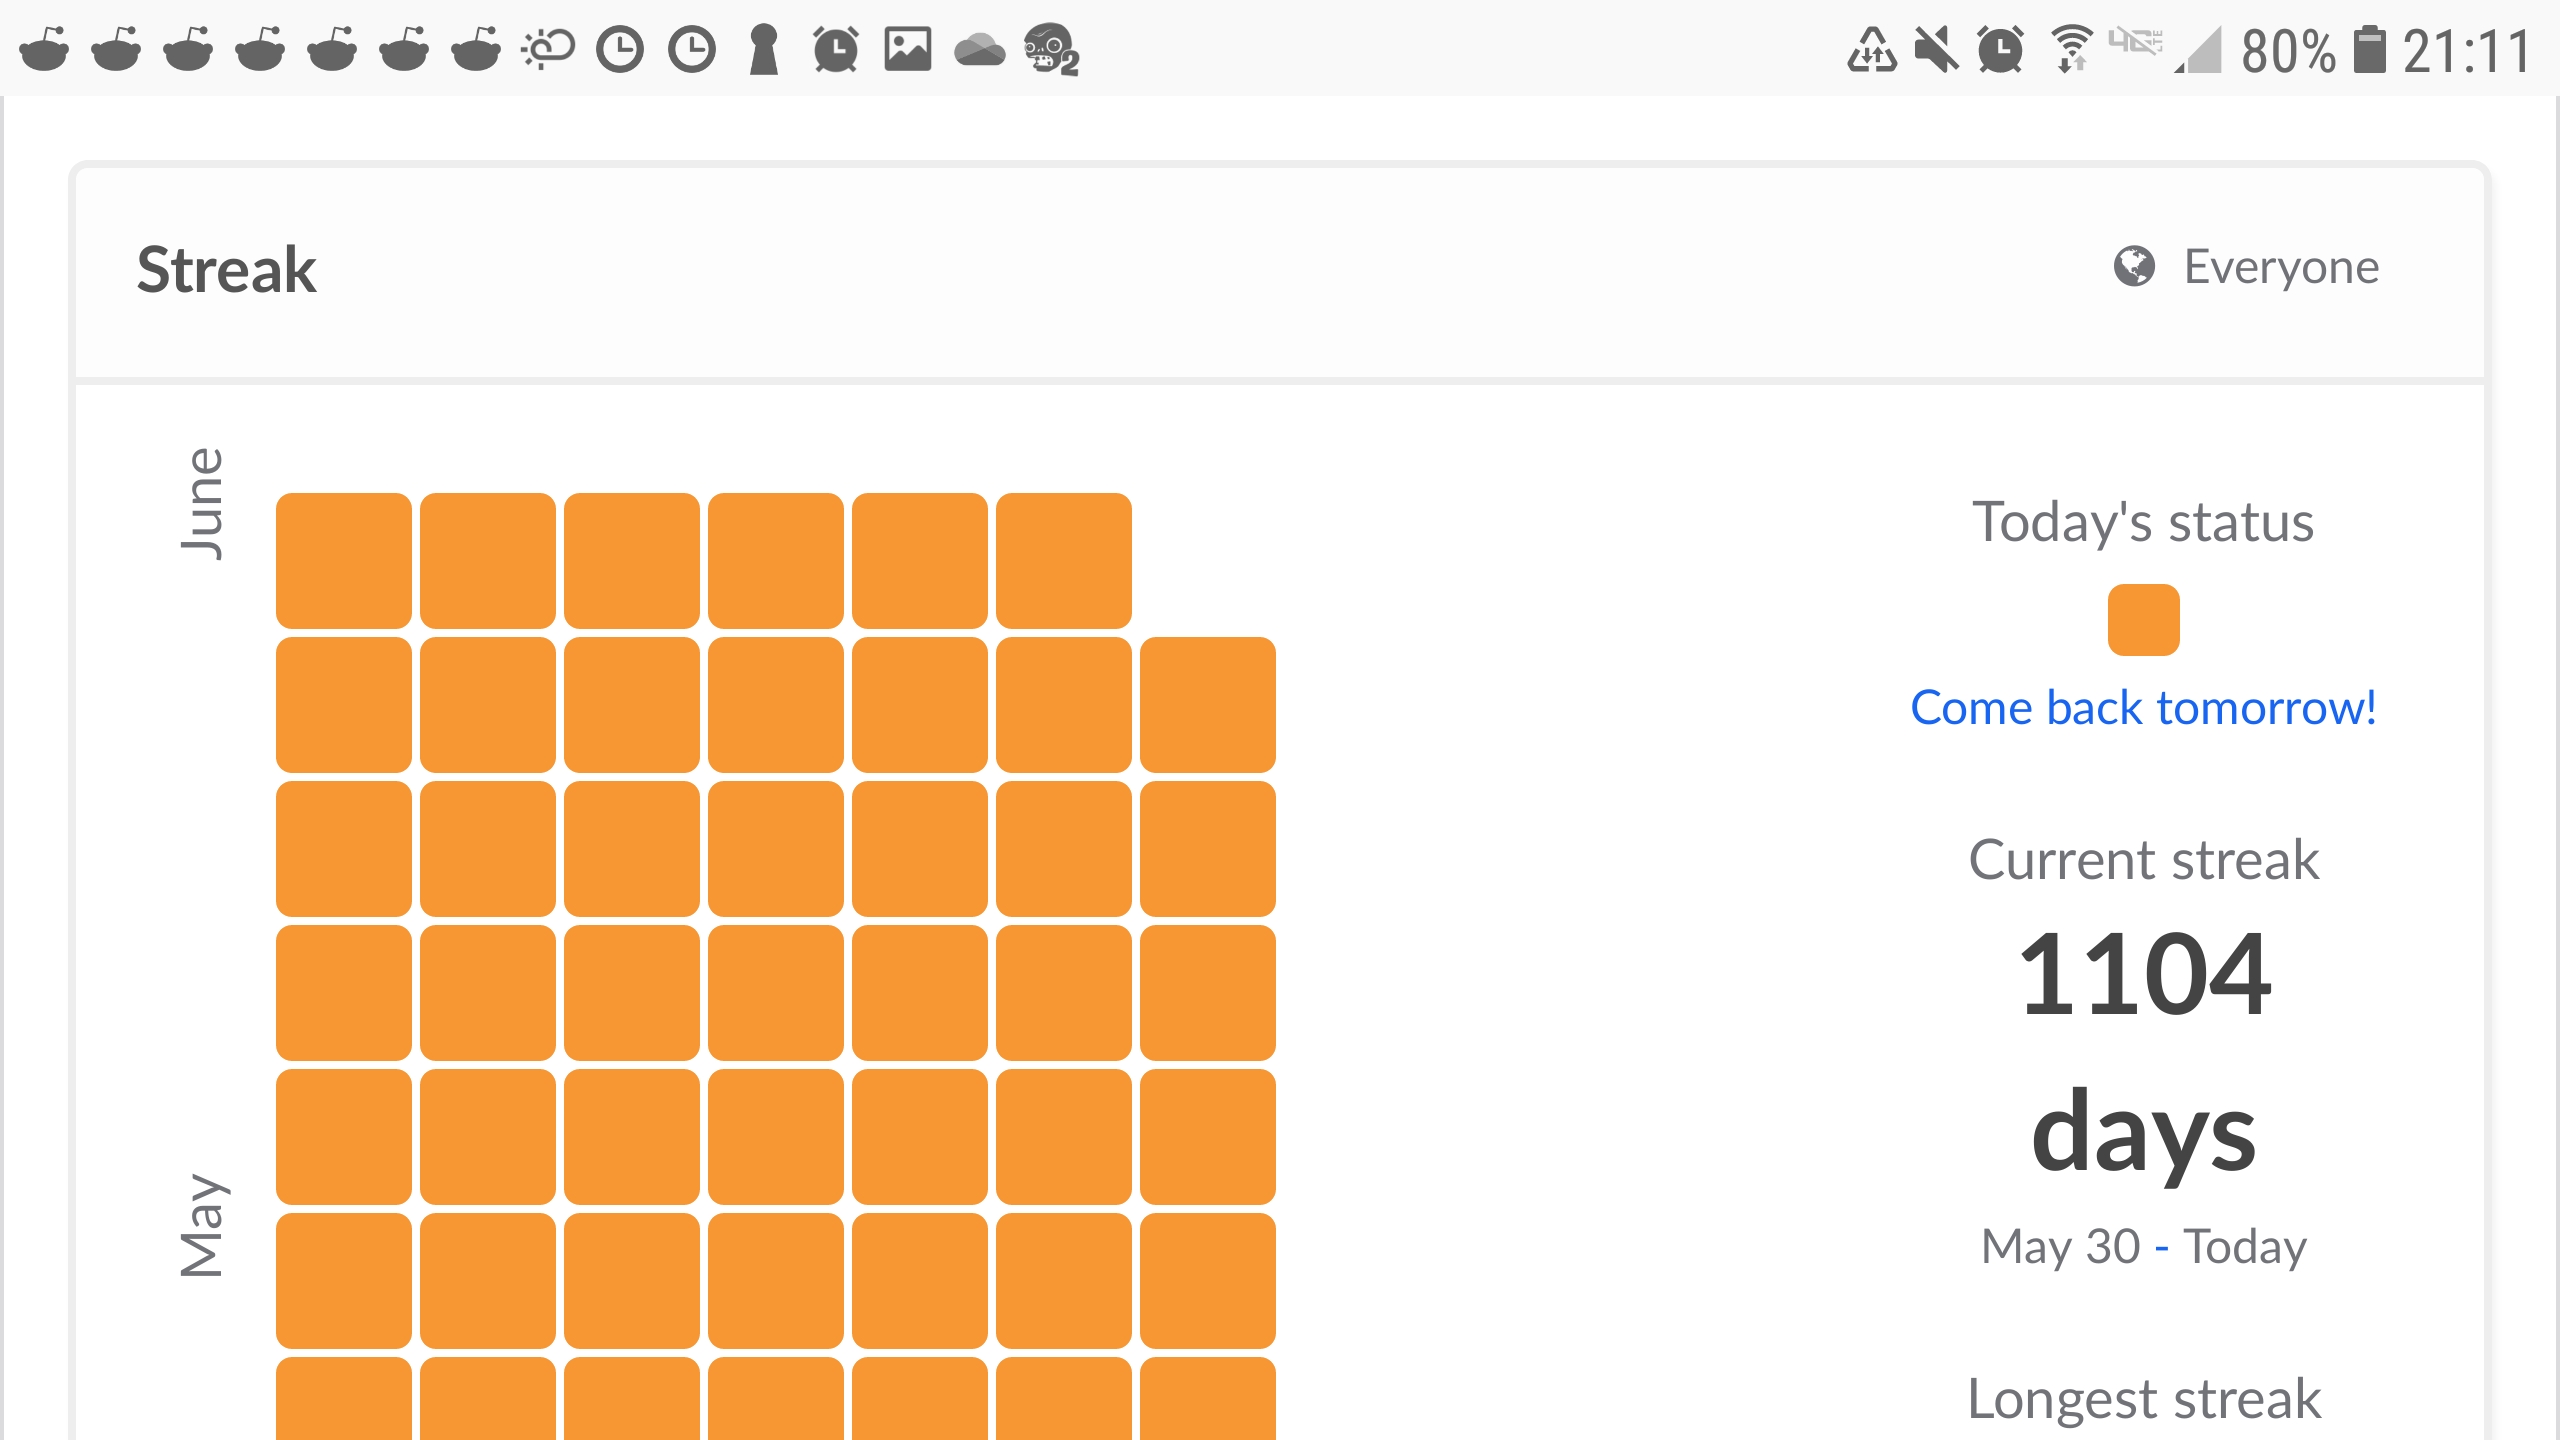 80% 21:11
Streak
Everyone
June
May
Today's status
Come back tomorrow!
Current streak
1104
days
May 30 - Today
Longest streak